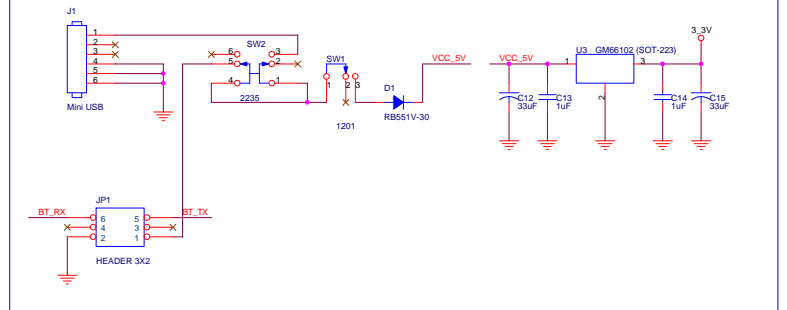 J1
1
2
3
4
5
6
Mini USB
SW2
6 3
5 2
4 1
2235
SW1
1 2 3
1201
D1
RB551V-30
VCC_5V
VCC_5V
U3 GM66102 (SOT-223)
1 3
2
3_3V
C12
33uF
C13
1uF
C14
1uF
C15
33uF
JP1
BT_RX
BT_TX
6 5
4 3
2 1
HEADER 3X2